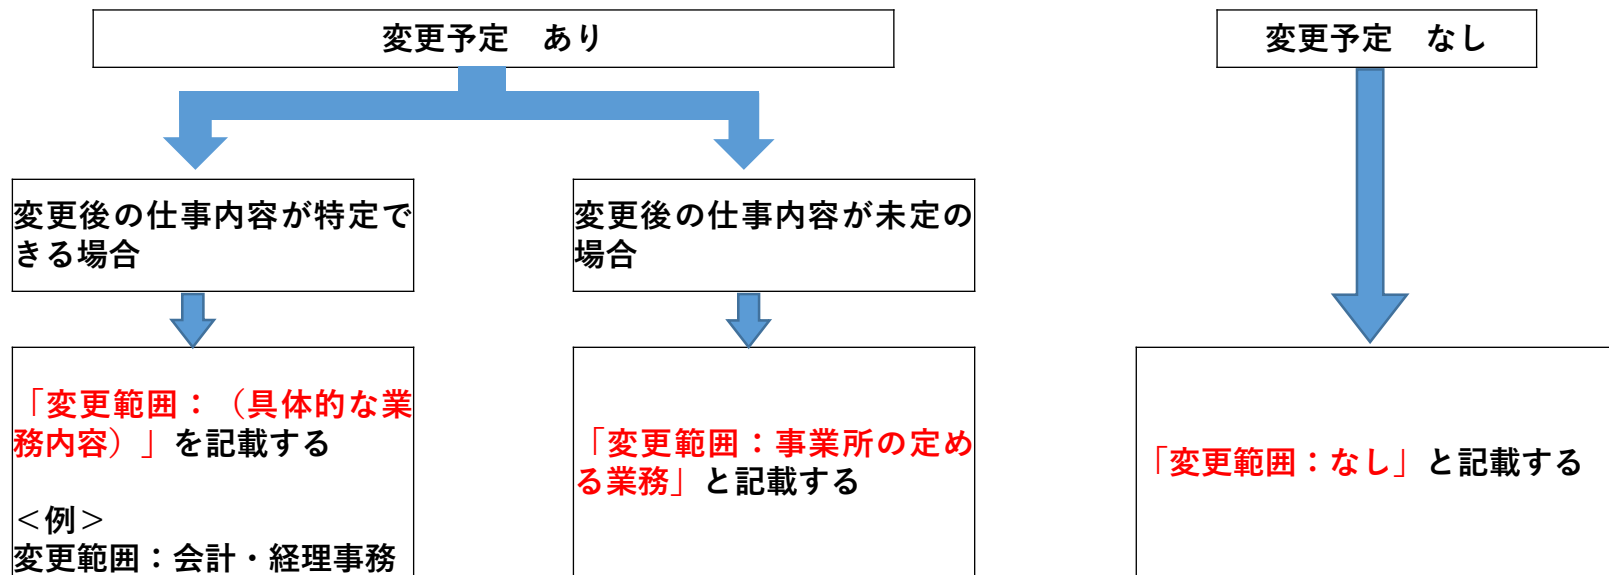 変更予定　あり
変更予定　なし
変更後の仕事内容が特定で
きる場合
変更後の仕事内容が未定の
場合
「変更範囲：（具体的な業
務内容）」を記載する
＜例＞
変更範囲：会計・経理事務
「変更範囲：事業所の定め
る業務」と記載する
「変更範囲：なし」と記載する